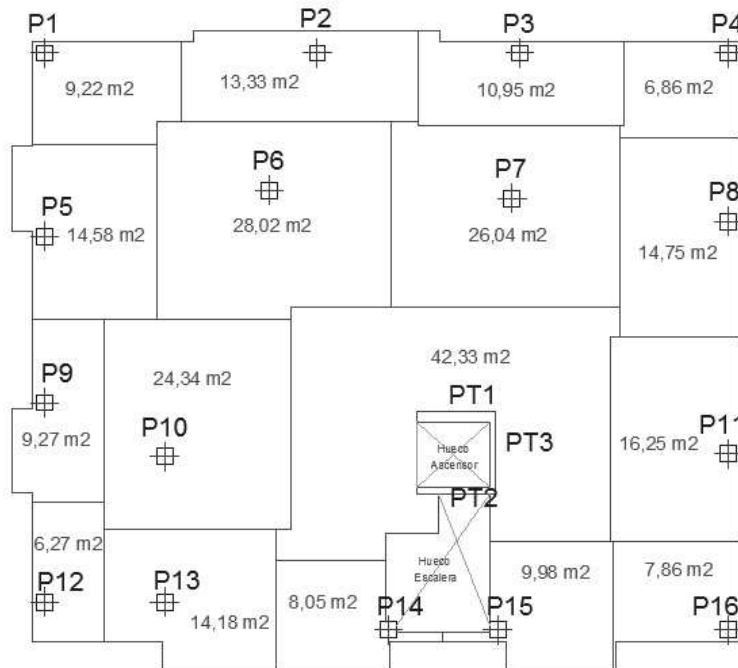 P1
P2
P3
P4
9,22 m2
13,33 m2
10,95 m2
6,86 m2
P6
P7
P5
P8
14,58 m2
28,02 m2
26,04 m2
14,75 m2
P9
24,34 m2
42,33 m2
PT1
P10
9,27 m2
Hueco
Ascensor
PT3
P11
16,25 m2
PT2
6,27 m2
Hueco
Escalera
9,98 m2
7,86 m2
P12
P13
14,18 m2
8,05 m2
P14
P15
P16